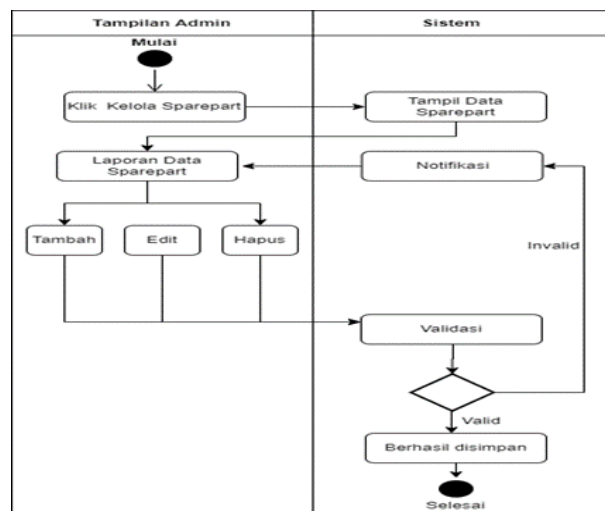 Tampilan Admin
Sistem
Mulai
Klik Kelola Sparepart
Tampil Data
Sparepart
Laporan Data
Sparepart
Notifikasi
Tambah
Edit
Hapus
Invalid
Validasi
Valid
Berhasil disimpan
Selesai